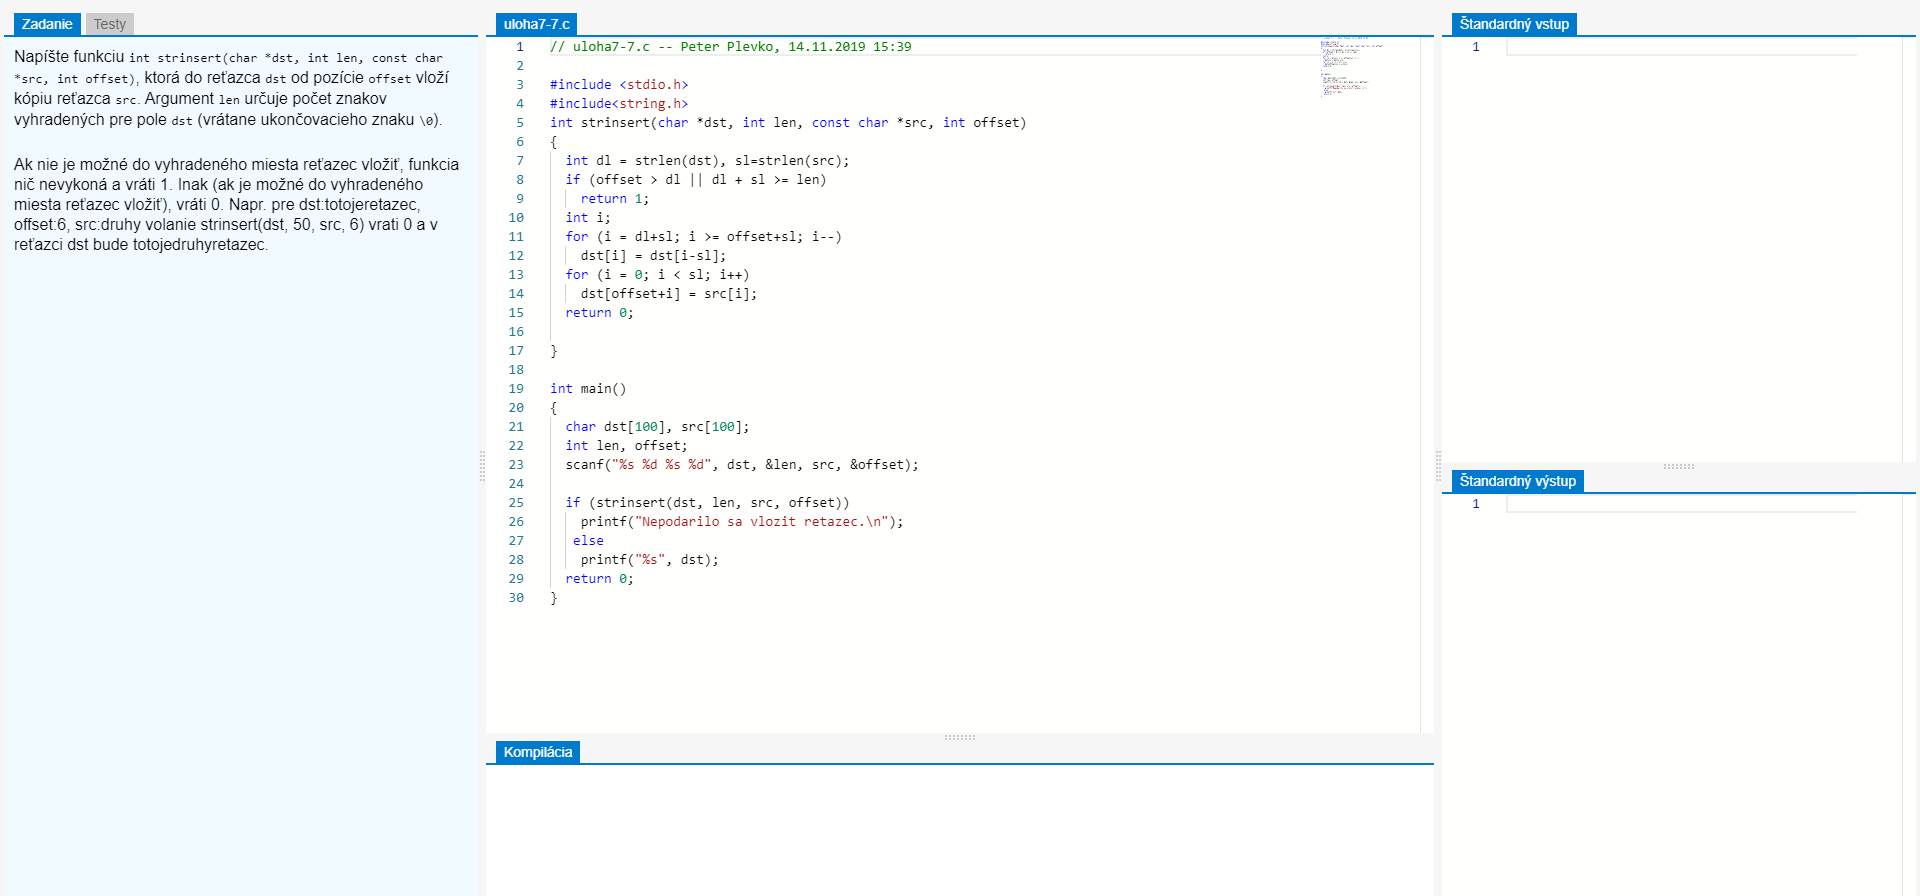 Zadanie
Testy
Napíšte funkciu int strinsert(char *dst, int len, const char
*src, int offset), ktorá do reťazca dst od pozície offset vloží
kópiu reťazca src. Argument len určuje počet znakov
vyhradených pre pole dst (vrátane ukončovacieho znaku \0).
Ak nie je možné do vyhradeného miesta reťazec vložiť, funkcia
nič nevykoná a vráti 1. Inak (ak je možné do vyhradeného
miesta reťazec vložiť), vráti 0. Napr. pre dst:totojeretazec,
offset:6, src:druhy volanie strinsert(dst, 50, src, 6) vrati 0 a v
reťazci dst bude totojedruhyretazec.
uloha7-7.c
1 // uloha7-7.c -- Peter Plevko, 14.11.2019 15:39
2
3 #include <stdio.h>
4 #include<string.h>
5 int strinsert(char *dst, int len, const char *src, int offset)
6 {
7 int dl = strlen(dst), sl=strlen(src);
8 if (offset > dl || dl + sl >= len)
9 return 1;
10 int i;
11 for (i = dl+sl; i >= offset+sl; i--)
12 dst[i] = dst[i-sl];
13 for (i = 0; i < sl; i++)
14 dst[offset+i] = src[i];
15 return 0;
16
17 }
18
19 int main()
20 {
21 char dst[100], src[100];
22 int len, offset;
23 scanf("%s %d %s %d", dst, &len, src, &offset);
24
25 if (strinsert(dst, len, src, offset))
26 printf("Nepodarilo sa vlozit retazec.\n");
27 else
28 printf("%s", dst);
29 return 0;
30 }
Kompilácia
Štandardný vstup
1
Štandardný výstup
1